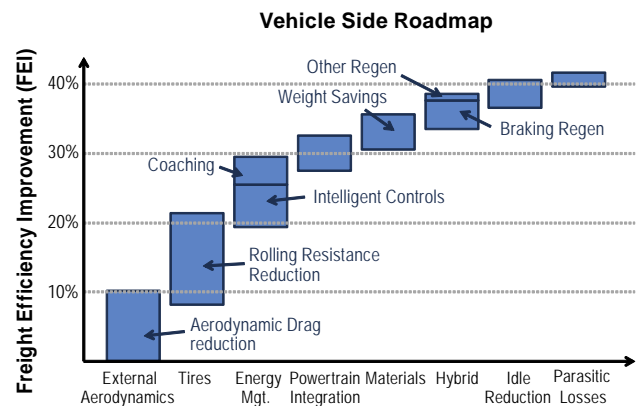 Vehicle Side Roadmap
Freight Efficiency Improvement (FEI)
40%
30%
20%
10%
Other Regen
Weight Savings
Braking Regen
Coaching
Intelligent Controls
Rolling Resistance
Reduction
Aerodynamic Drag
reduction
External
Aerodynamics
Tires
Energy
Mgt.
Powertrain
Integration
Materials
Hybrid
Idle
Reduction
Parasitic
Losses